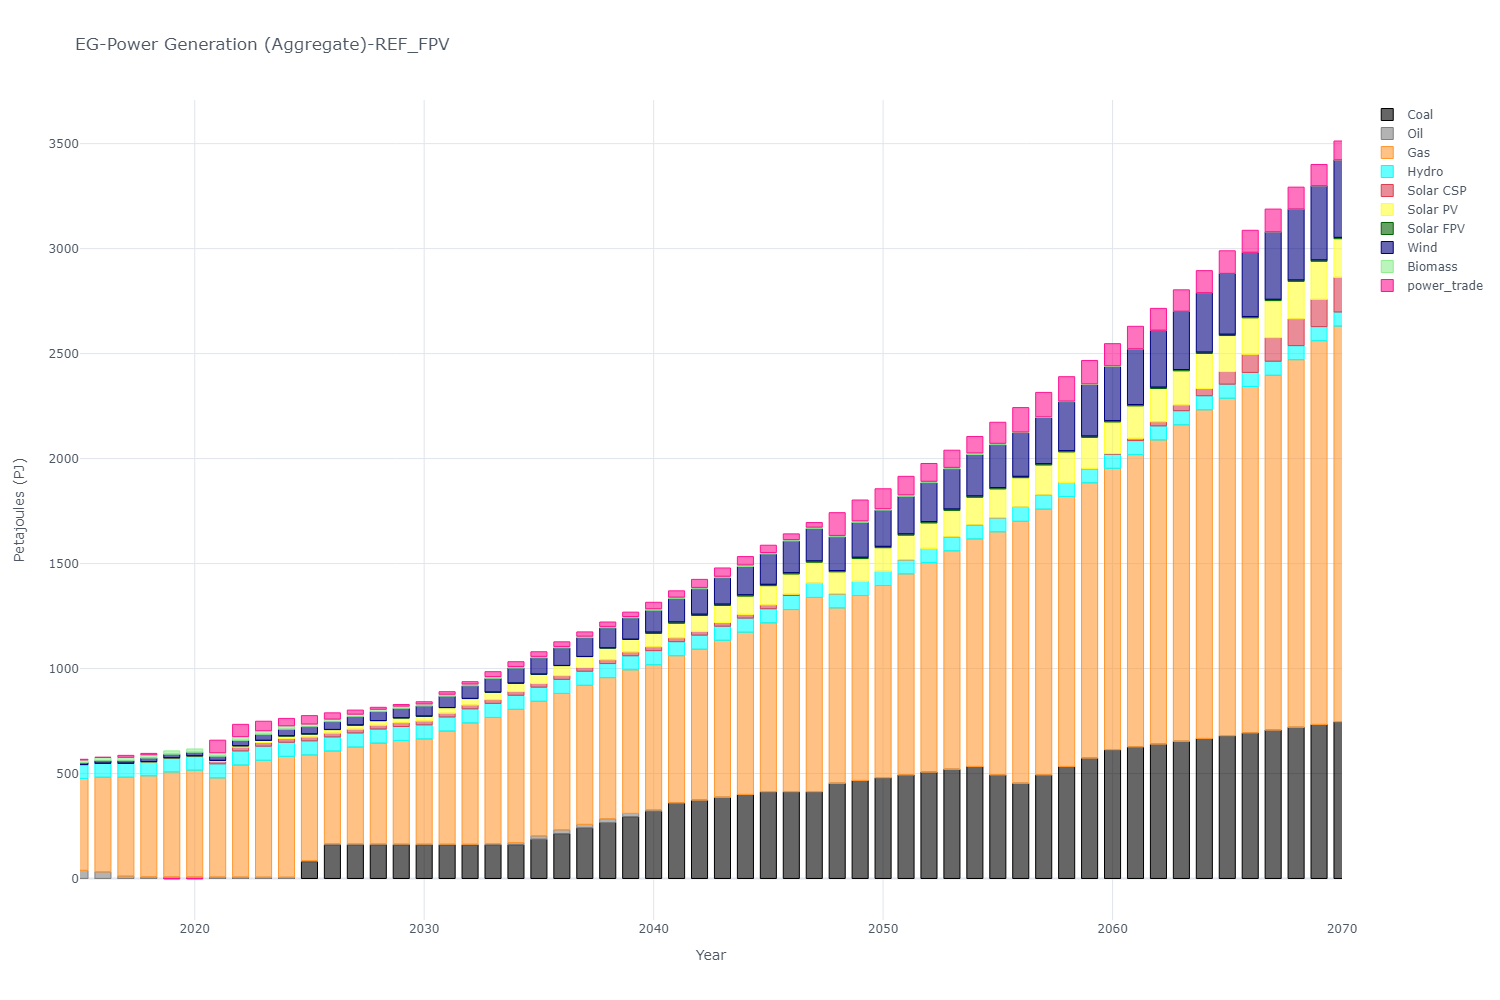 EG-Power Generation (Aggregate)-REF_FPV
Coal
Oil
Gas
Hydro
Solar CSP
Solar PV
Solar FPV
Wind
Biomass
power_trade
3500
3000
2500
2000
1500
1000
500
0
Petajoules (PJ)
2020 2030 2040 2050 2060 2070
Year